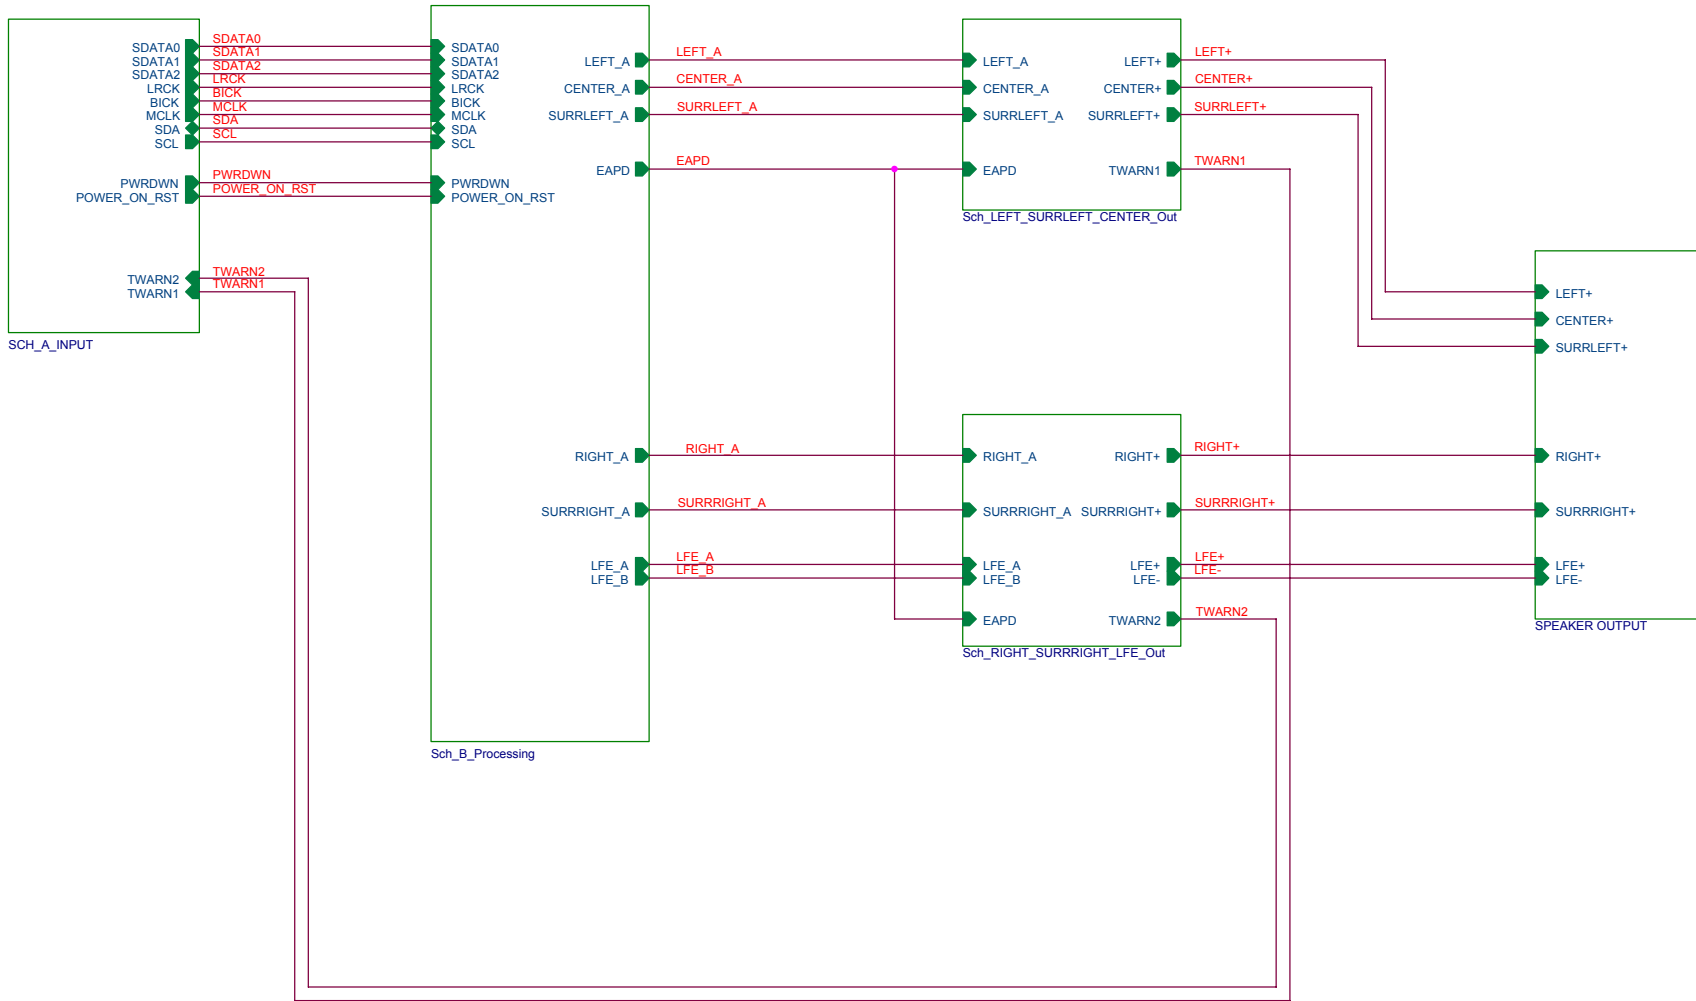 SDATA0
SDATA1
SDATA2
LRCK
BICK
MCLK
SDA
SCL
PWRDWN
POWER_ON_RST
TWARN2
TWARN1
SCH_A_INPUT
SDATA0
SDATA1
SDATA2
LRCK
BICK
MCLK
SDA
SCL
PWRDWN
POWER_ON_RST
TWARN2
TWARN1
SDATA0
SDATA1
SDATA2
LRCK
BICK
MCLK
SDA
SCL
PWRDWN
POWER_ON_RST
LEFT_A
CENTER_A
SURRLEFT_A
EAPD
RIGHT_A
SURRRIGHT_A
LFE_A
LFE_B
Sch_B_Processing
LEFT_A
CENTER_A
SURRLEFT_A
EAPD
RIGHT_A
SURRRIGHT_A
LFE_A
LFE_B
LEFT_A
CENTER_A
SURRLEFT_A
EAPD
LEFT+
CENTER+
SURRLEFT+
TWARN1
Sch_LEFT_SURRLEFT_CENTER_Out
LEFT+
CENTER+
SURRLEFT+
TWARN1
RIGHT_A
SURRRIGHT_A
LFE_A
LFE_B
EAPD
RIGHT+
SURRRIGHT+
LFE+
LFE-
TWARN2
Sch_RIGHT_SURRRIGHT_LFE_Out
RIGHT+
SURRRIGHT+
LFE+
LFE-
TWARN2
LEFT+
CENTER+
SURRLEFT+
RIGHT+
SURRRIGHT+
LFE+
LFE-
SPEAKER OUTPUT